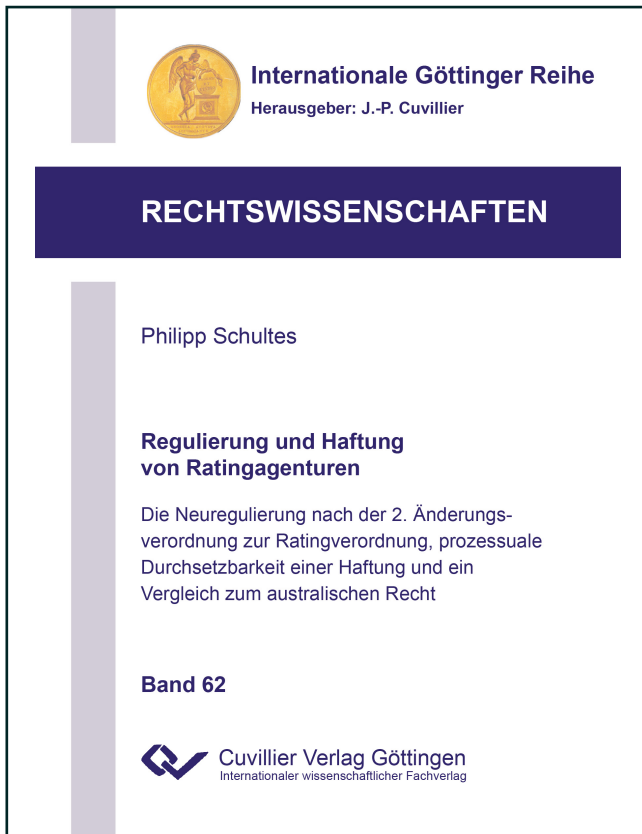 Internationale Göttinger Reihe
Herausgeber: J.-P. Cuvillier
RECHTSWISSENSCHAFTEN
Philipp Schultes
Regulierung und Haftung
von Ratingagenturen
Die Neuregulierung nach der 2. Änderungs-
verordnung zur Ratingverordnung, prozessuale
Durchsetzbarkeit einer Haftung und ein
Vergleich zum australischen Recht
Band 62
Cuvillier Verlag Göttingen
Internationaler wissenschaftlicher Fachverlag